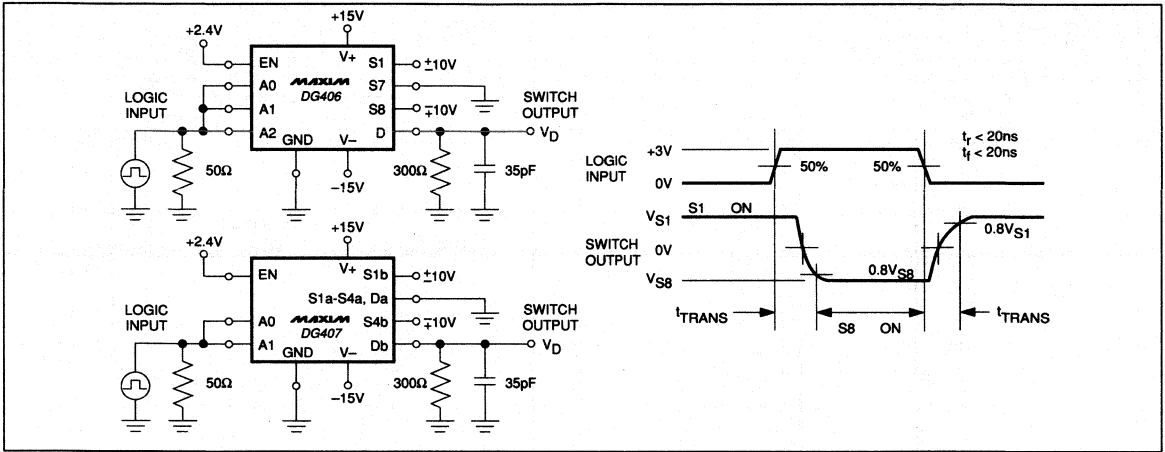 +15V
+2.4V
V+
EN
S1
±10V
A0
MAXIM
DG406
S7
LOGIC
INPUT
A1
S8
∓10V
SWITCH
OUTPUT
A2
GND
V–
D
V_D
50Ω
–15V
300Ω
35pF
+15V
+2.4V
V+
EN
S1b
±10V
S1a-S4a, Da
LOGIC
INPUT
A0
MAXIM
DG407
S4b
∓10V
SWITCH
OUTPUT
A1
GND
V–
Db
V_D
50Ω
–15V
300Ω
35pF
t_r < 20ns
t_f < 20ns
LOGIC
INPUT
+3V
50%
50%
0V
V_S1
S1 ON
0.8V_S1
SWITCH
OUTPUT
0V
V_S8
0.8V_S8
t_TRANS
S8 ON
t_TRANS